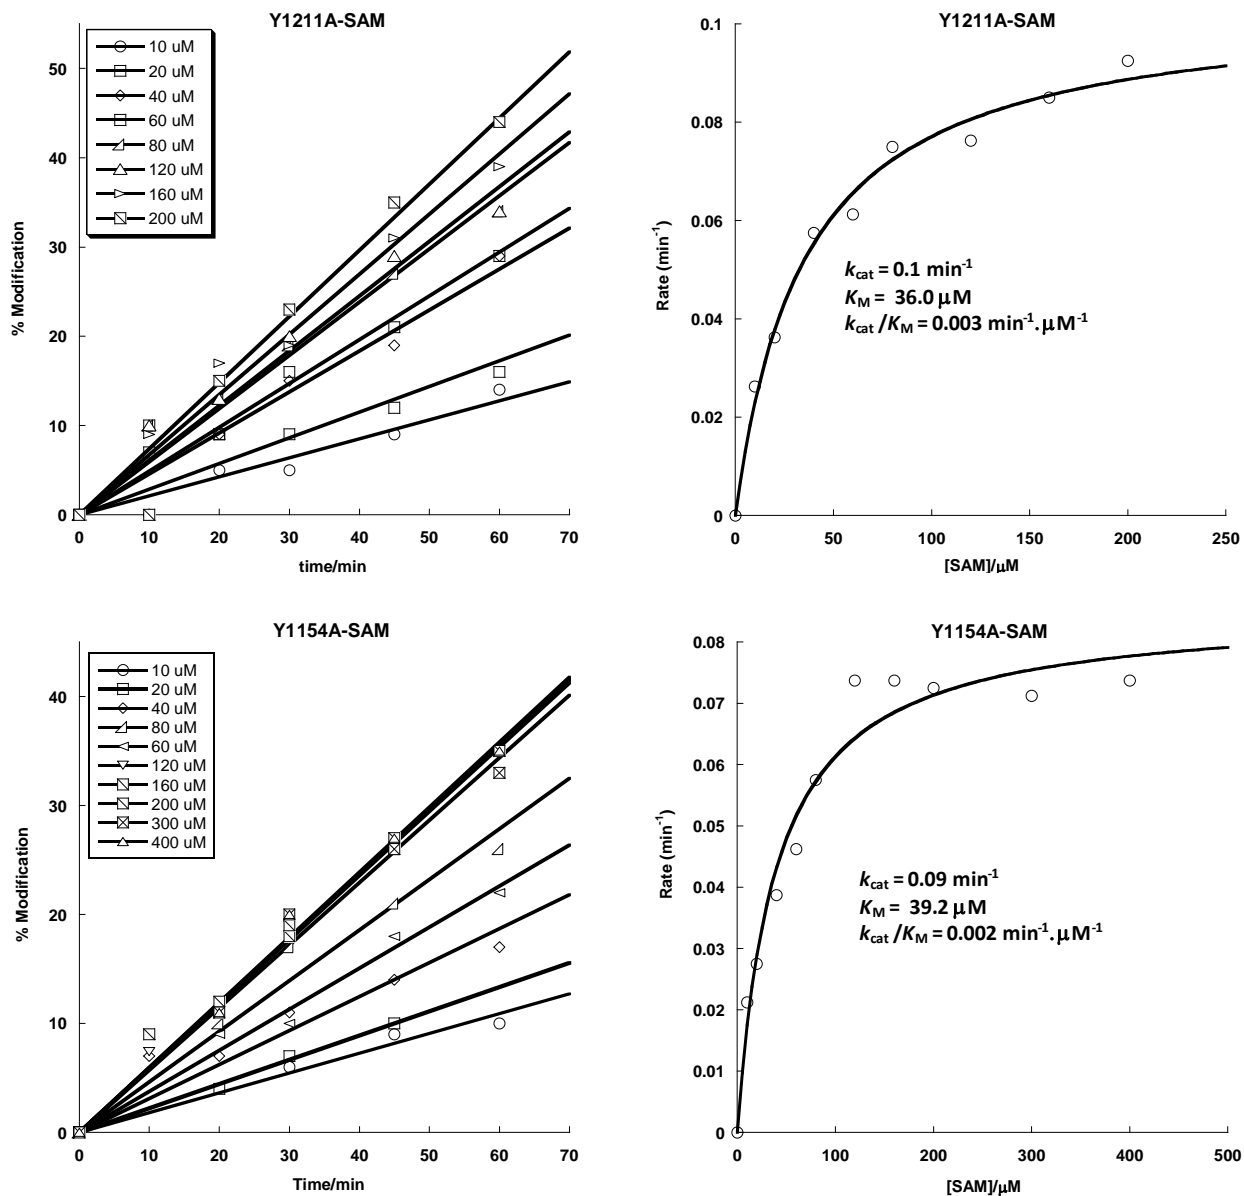 Y1211A-SAM
10 uM
20 uM
40 uM
60 uM
80 uM
120 uM
160 uM
200 uM
50
40
30
20
10
0
% Modification
0 10 20 30 40 50 60 70
time/min
Y1211A-SAM
0.1
0.08
0.06
0.04
0.02
0
Rate (min-1)
kcat = 0.1 min-1
KM = 36.0 µM
kcat /KM = 0.003 min-1.µM-1
0 50 100 150 200 250
[SAM]/µM
Y1154A-SAM
10 uM
20 uM
40 uM
80 uM
60 uM
120 uM
160 uM
200 uM
300 uM
400 uM
40
30
20
10
0
% Modification
0 10 20 30 40 50 60 70
Time/min
Y1154A-SAM
0.08
0.07
0.06
0.05
0.04
0.03
0.02
0.01
0
Rate (min-1)
kcat = 0.09 min-1
KM = 39.2 µM
kcat /KM = 0.002 min-1.µM-1
0 100 200 300 400 500
[SAM]/µM